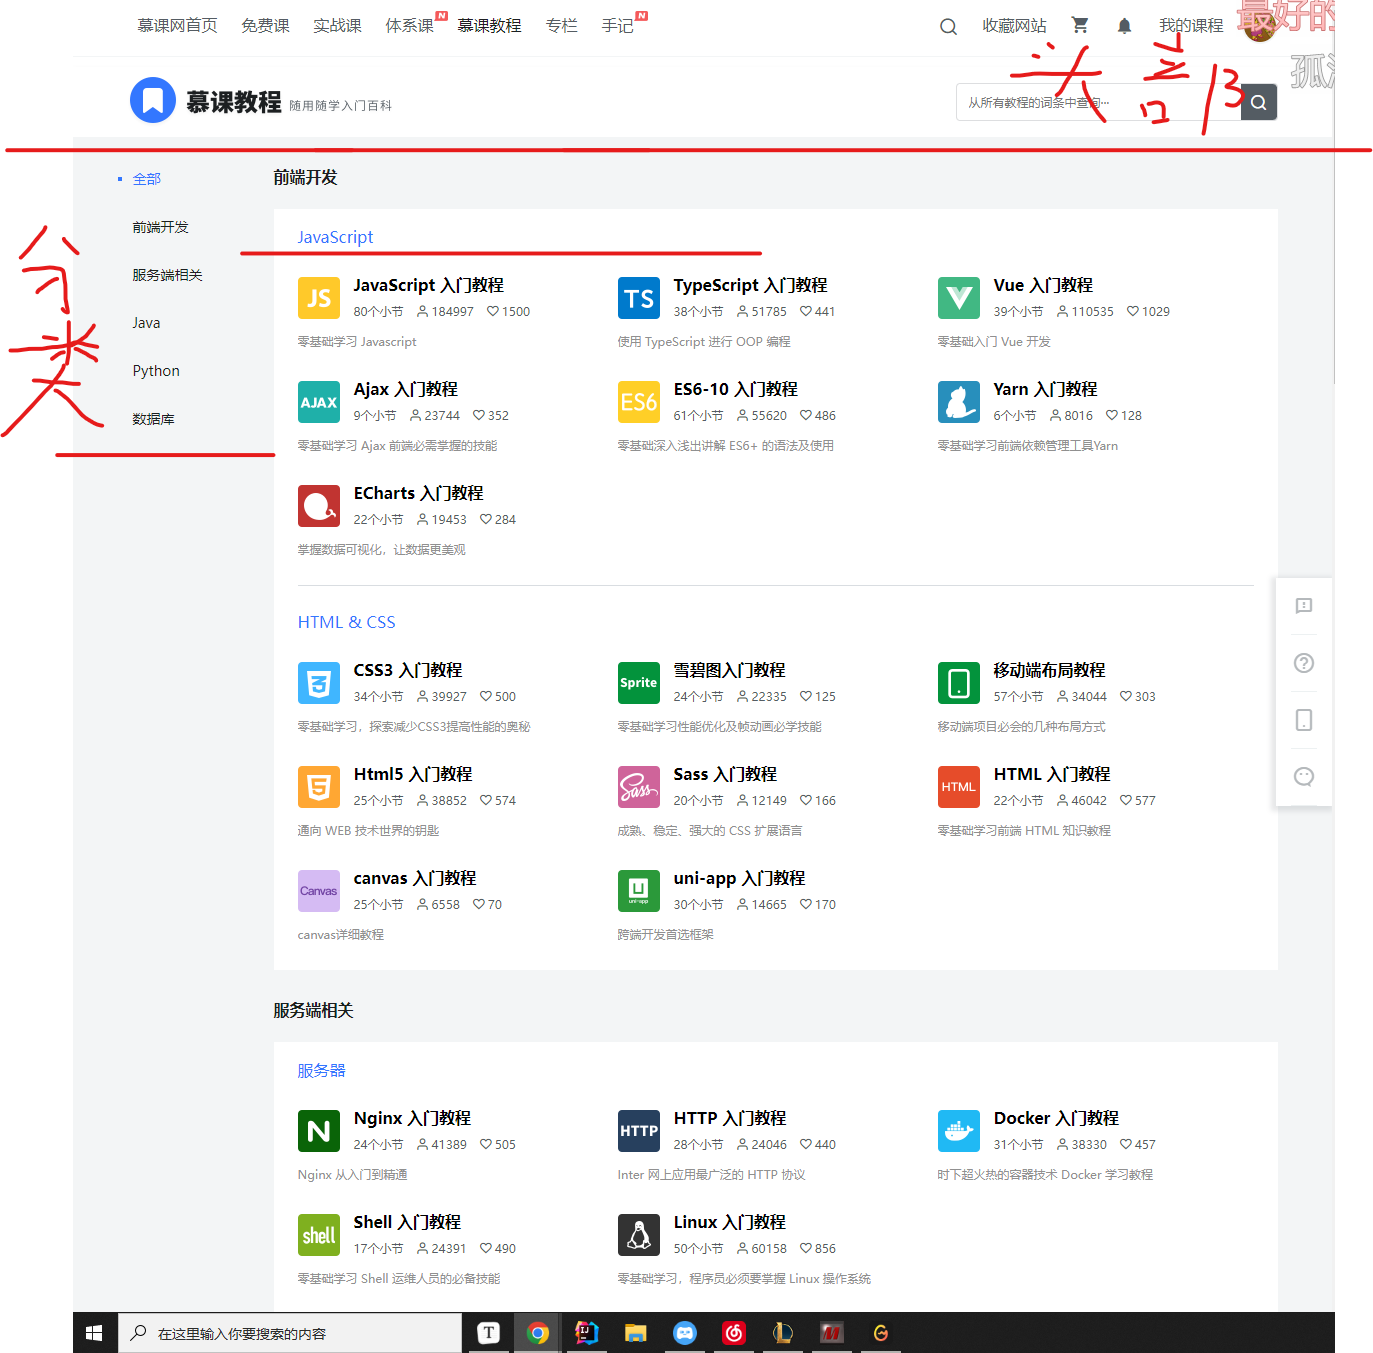 慕课网首页 免费课 实战课 体系课 N 慕课教程 专栏 手记 N 收藏网站 我的课程 最好的
头部
慕课教程 随用随学入门百科 从所有教程的词条中查询... 孤
分类
全部
前端开发
服务端相关
Java
Python
数据库
前端开发
JavaScript
JS JavaScript 入门教程
80个小节 184997 1500
零基础学习 Javascript
TS TypeScript 入门教程
38个小节 51785 441
使用 TypeScript 进行 OOP 编程
Vue 入门教程
39个小节 110535 1029
零基础入门 Vue 开发
AJAX Ajax 入门教程
9个小节 23744 352
零基础学习 Ajax 前端必需掌握的技能
ES6 ES6-10 入门教程
61个小节 55620 486
零基础深入浅出讲解 ES6+ 的语法及使用
Yarn 入门教程
6个小节 8016 128
零基础学习前端依赖管理工具Yarn
ECharts 入门教程
22个小节 19453 284
掌握数据可视化，让数据更美观
HTML & CSS
3 CSS3 入门教程
34个小节 39927 500
零基础学习，探索减少CSS3提高性能的奥秘
Sprite 雪碧图入门教程
24个小节 22335 125
零基础学习性能优化及帧动画必学技能
移动端布局教程
57个小节 34044 303
移动端项目必会的几种布局方式
5 Html5 入门教程
25个小节 38852 574
通向 WEB 技术世界的钥匙
Sass Sass 入门教程
20个小节 12149 166
成熟、稳定、强大的 CSS 扩展语言
HTML HTML 入门教程
22个小节 46042 577
零基础学习前端 HTML 知识教程
Canvas canvas 入门教程
25个小节 6558 70
canvas详细教程
uni-app uni-app 入门教程
30个小节 14665 170
跨端开发首选框架
服务端相关
服务器
N Nginx 入门教程
24个小节 41389 505
Nginx 从入门到精通
HTTP HTTP 入门教程
28个小节 24046 440
Inter 网上应用最广泛的 HTTP 协议
Docker 入门教程
31个小节 38330 457
时下超火热的容器技术 Docker 学习教程
shell Shell 入门教程
17个小节 24391 490
零基础学习 Shell 运维人员的必备技能
Linux 入门教程
50个小节 60158 856
零基础学习，程序员必须要掌握 Linux 操作系统
在这里输入你要搜索的内容 T IJ L M G